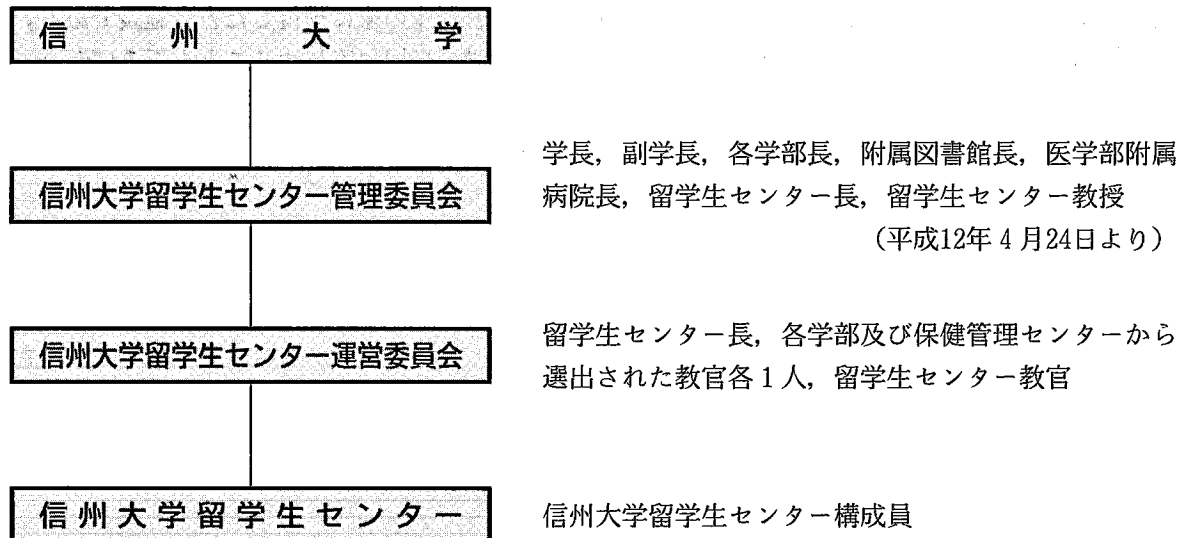 信州大学
学長，副学長，各学部長，附属図書館長，医学部附属
信州大学留学生センター管理委員会
病院長，留学生センター長，留学生センター教授
（平成12年4月24日より）
信州大学留学生センター運営委員会
留学生センター長，各学部及び保健管理センターから
選出された教官各1人，留学生センター教官
信州大学留学生センター
信州大学留学生センター構成員